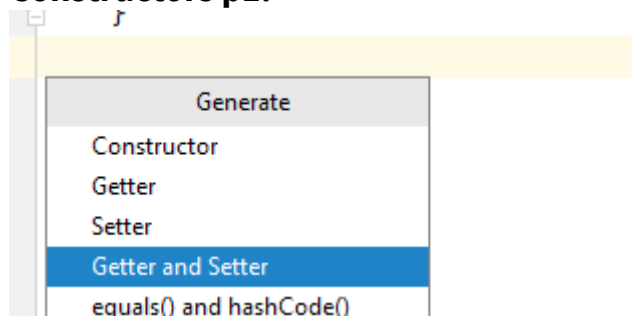 }
Generate
Constructor
Getter
Setter
Getter and Setter
equals() and hashCode()